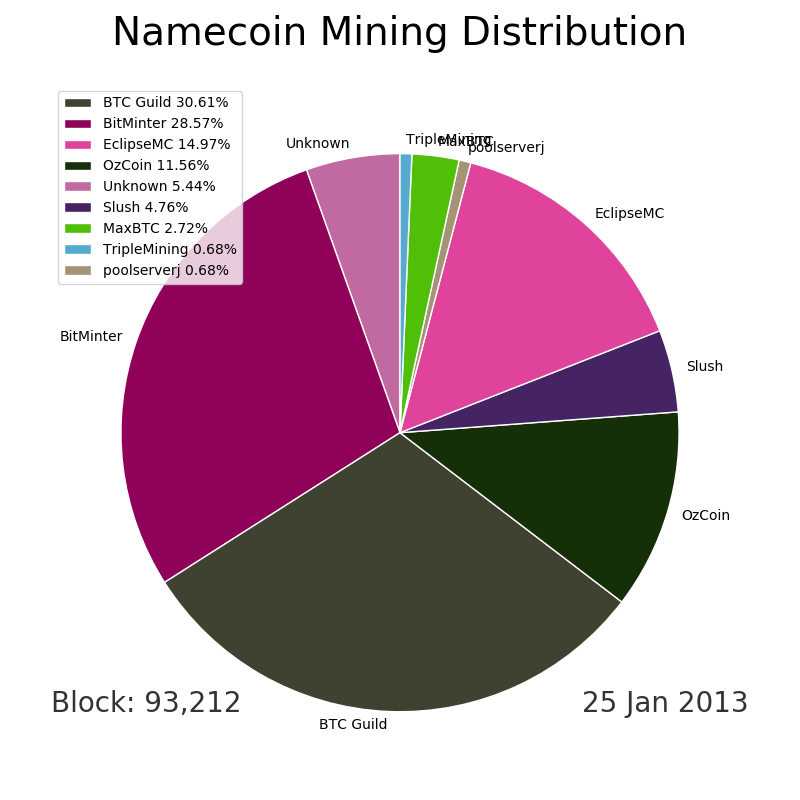 Namecoin Mining Distribution
BTC Guild 30.61%
BitMinter 28.57%
EclipseMC 14.97%
OzCoin 11.56%
Unknown 5.44%
Slush 4.76%
MaxBTC 2.72%
TripleMining 0.68%
poolserverj 0.68%
Unknown
TripleMining
MaxBTC
poolserverj
EclipseMC
BitMinter
Slush
OzCoin
BTC Guild
Block: 93,212
25 Jan 2013